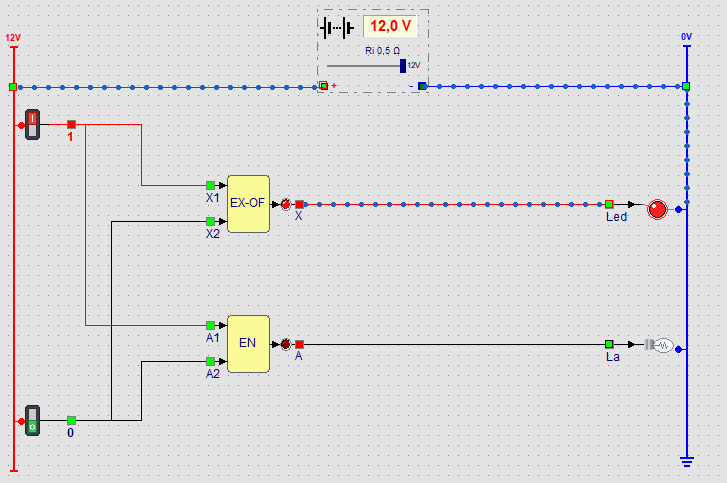 12,0 V
12V
0V
Ri 0,5 Ω
12V
+
-
I
1
X1
EX-OF
X
X2
Led
A1
EN
A
La
A2
O
0